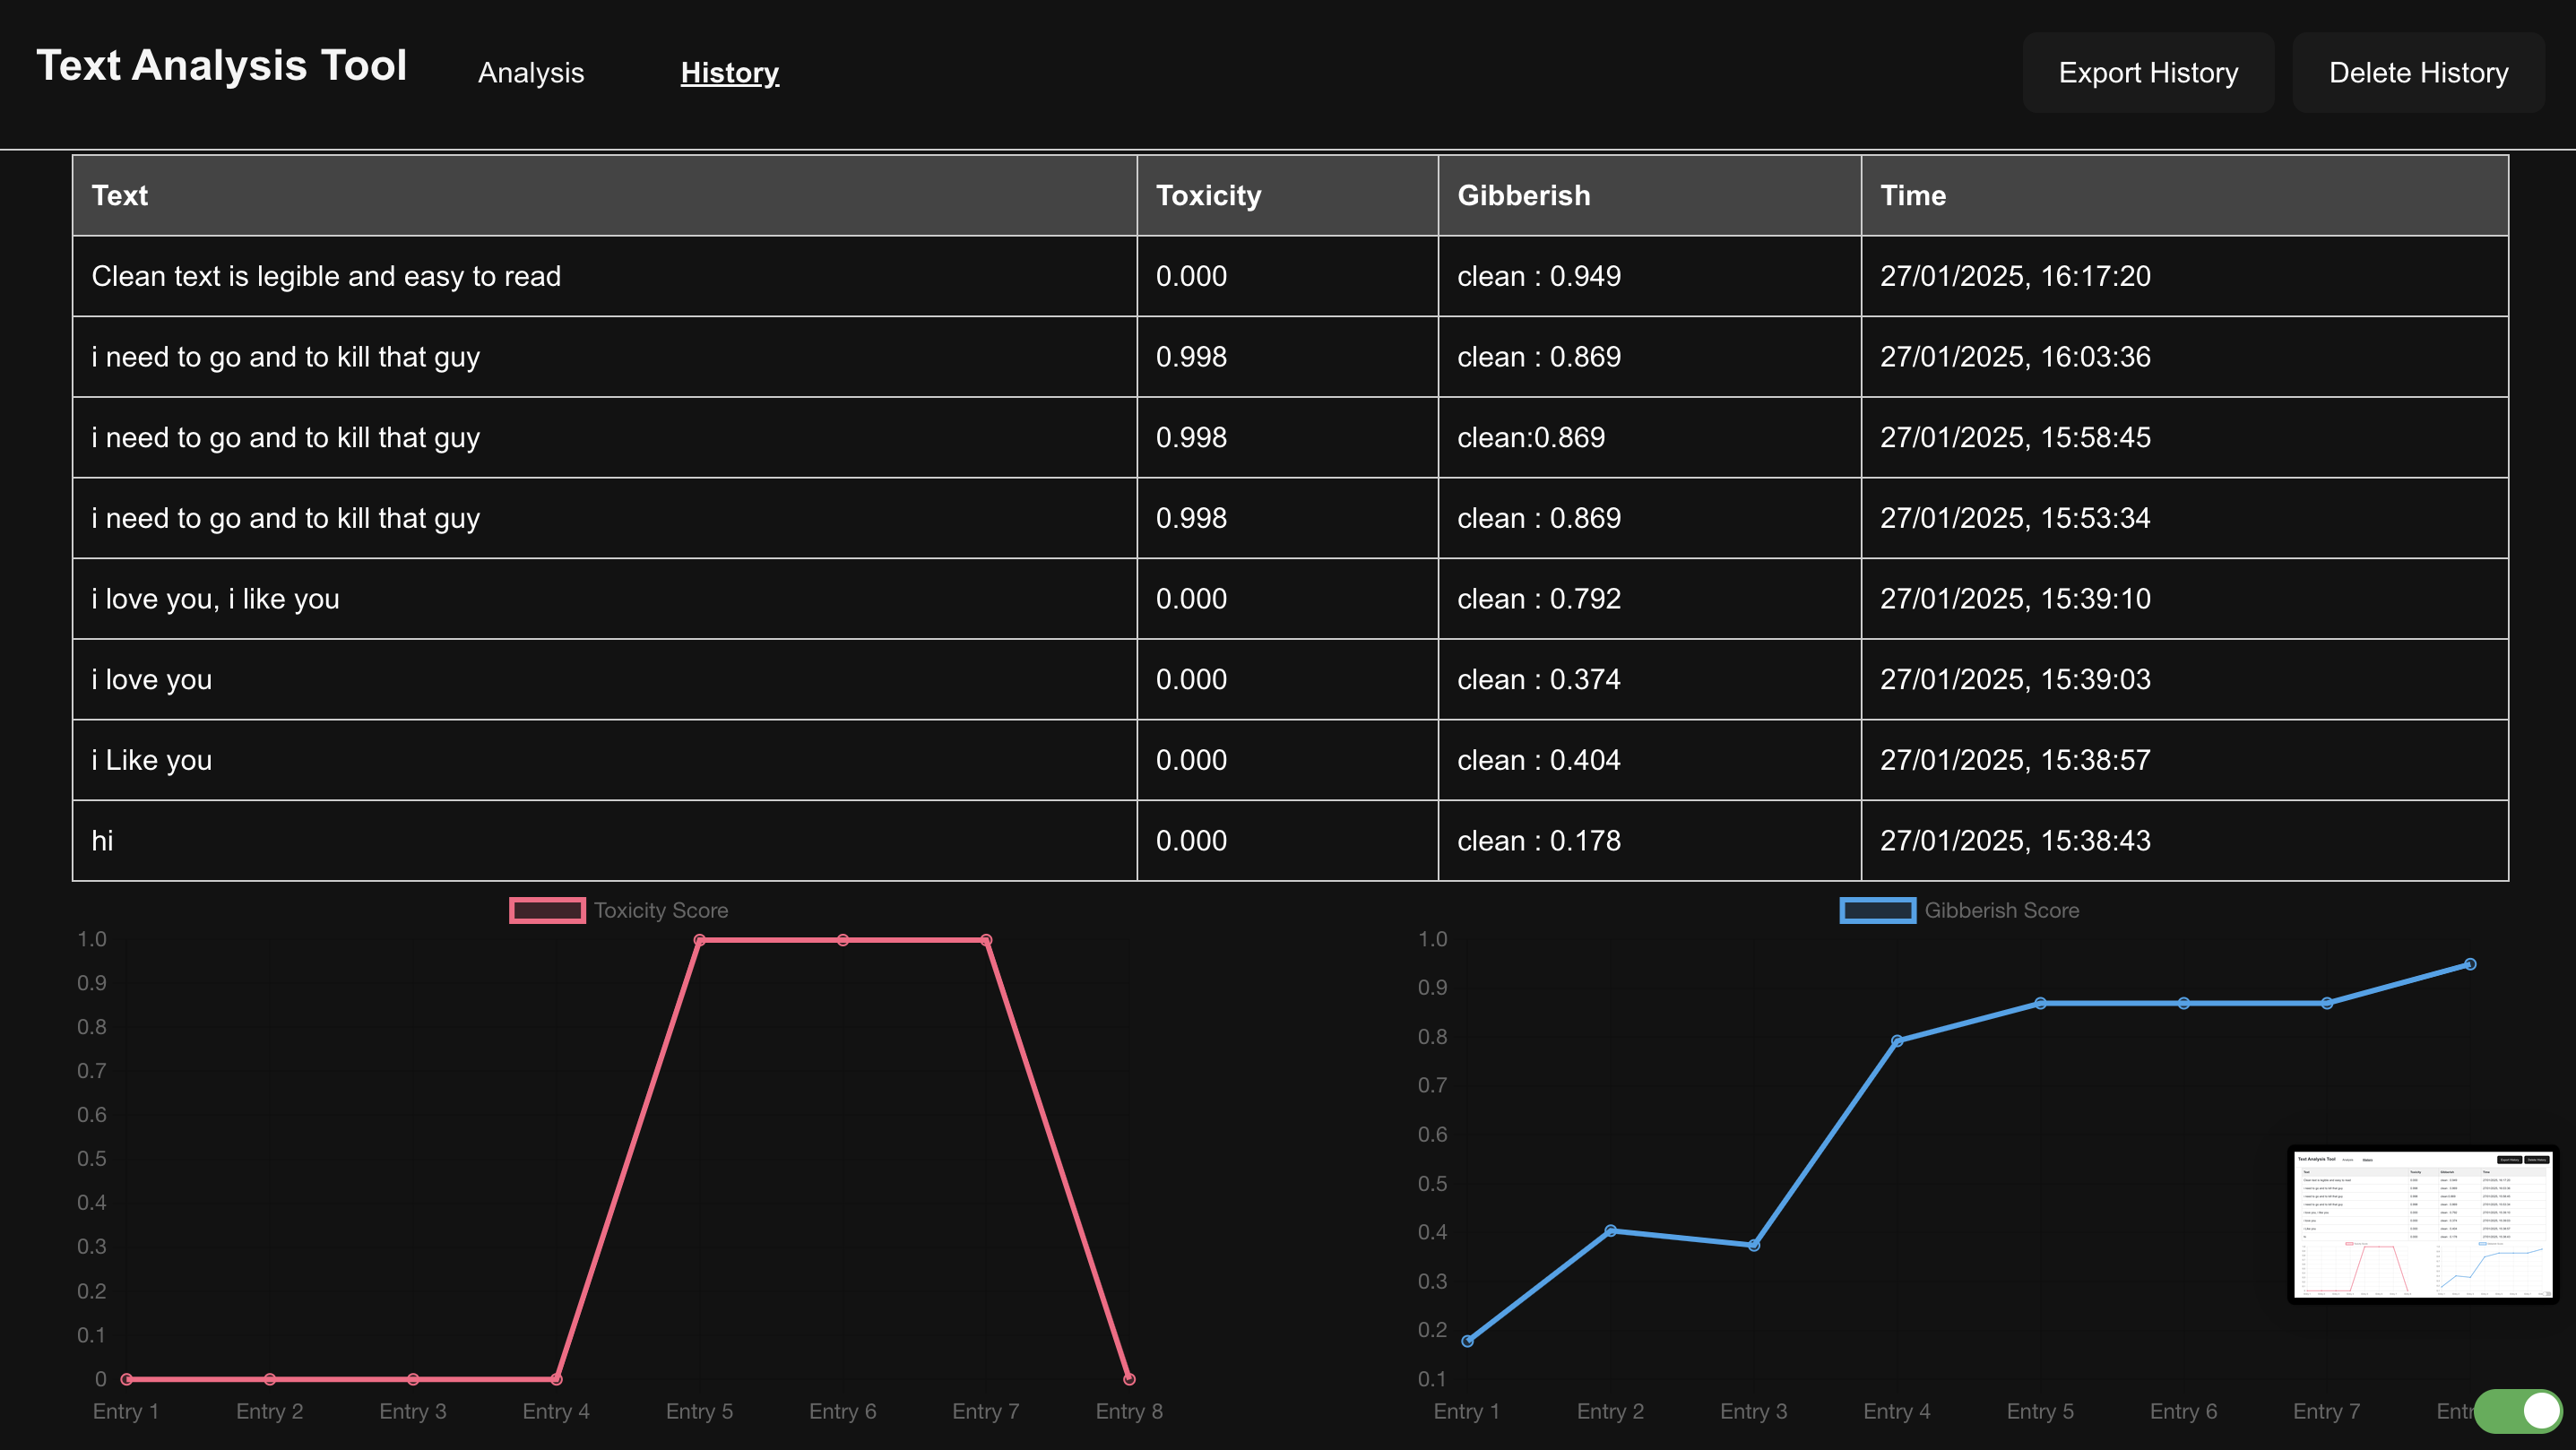 Text Analysis Tool Analysis History Export History Delete History
Text Toxicity Gibberish Time
Clean text is legible and easy to read 0.000 clean : 0.949 27/01/2025, 16:17:20
i need to go and to kill that guy 0.998 clean : 0.869 27/01/2025, 16:03:36
i need to go and to kill that guy 0.998 clean:0.869 27/01/2025, 15:58:45
i need to go and to kill that guy 0.998 clean : 0.869 27/01/2025, 15:53:34
i love you, i like you 0.000 clean : 0.792 27/01/2025, 15:39:10
i love you 0.000 clean : 0.374 27/01/2025, 15:39:03
i Like you 0.000 clean : 0.404 27/01/2025, 15:38:57
hi 0.000 clean : 0.178 27/01/2025, 15:38:43
Toxicity Score
1.0
0.9
0.8
0.7
0.6
0.5
0.4
0.3
0.2
0.1
0
Entry 1 Entry 2 Entry 3 Entry 4 Entry 5 Entry 6 Entry 7 Entry 8
Gibberish Score
1.0
0.9
0.8
0.7
0.6
0.5
0.4
0.3
0.2
0.1
Entry 1 Entry 2 Entry 3 Entry 4 Entry 5 Entry 6 Entry 7
Text Analysis Tool